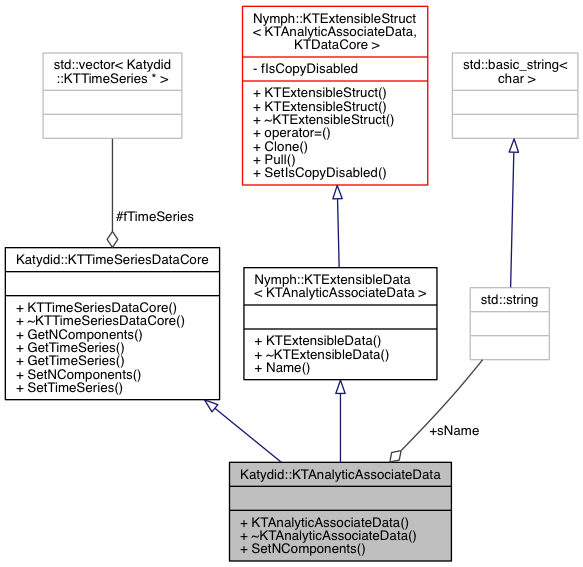 Nymph::KTExtensibleStruct
< KTAnalyticAssociateData,
KTDataCore >
- fIsCopyDisabled
+ KTExtensibleStruct()
+ KTExtensibleStruct()
+ ~KTExtensibleStruct()
+ operator=()
+ Clone()
+ Pull()
+ SetIsCopyDisabled()
std::vector< Katydid
::KTTimeSeries * >
std::basic_string<
char >
#fTimeSeries
Katydid::KTTimeSeriesDataCore
+ KTTimeSeriesDataCore()
+ ~KTTimeSeriesDataCore()
+ GetNComponents()
+ GetTimeSeries()
+ GetTimeSeries()
+ SetNComponents()
+ SetTimeSeries()
Nymph::KTExtensibleData
< KTAnalyticAssociateData >
+ KTExtensibleData()
+ ~KTExtensibleData()
+ Name()
std::string
+sName
Katydid::KTAnalyticAssociateData
+ KTAnalyticAssociateData()
+ ~KTAnalyticAssociateData()
+ SetNComponents()